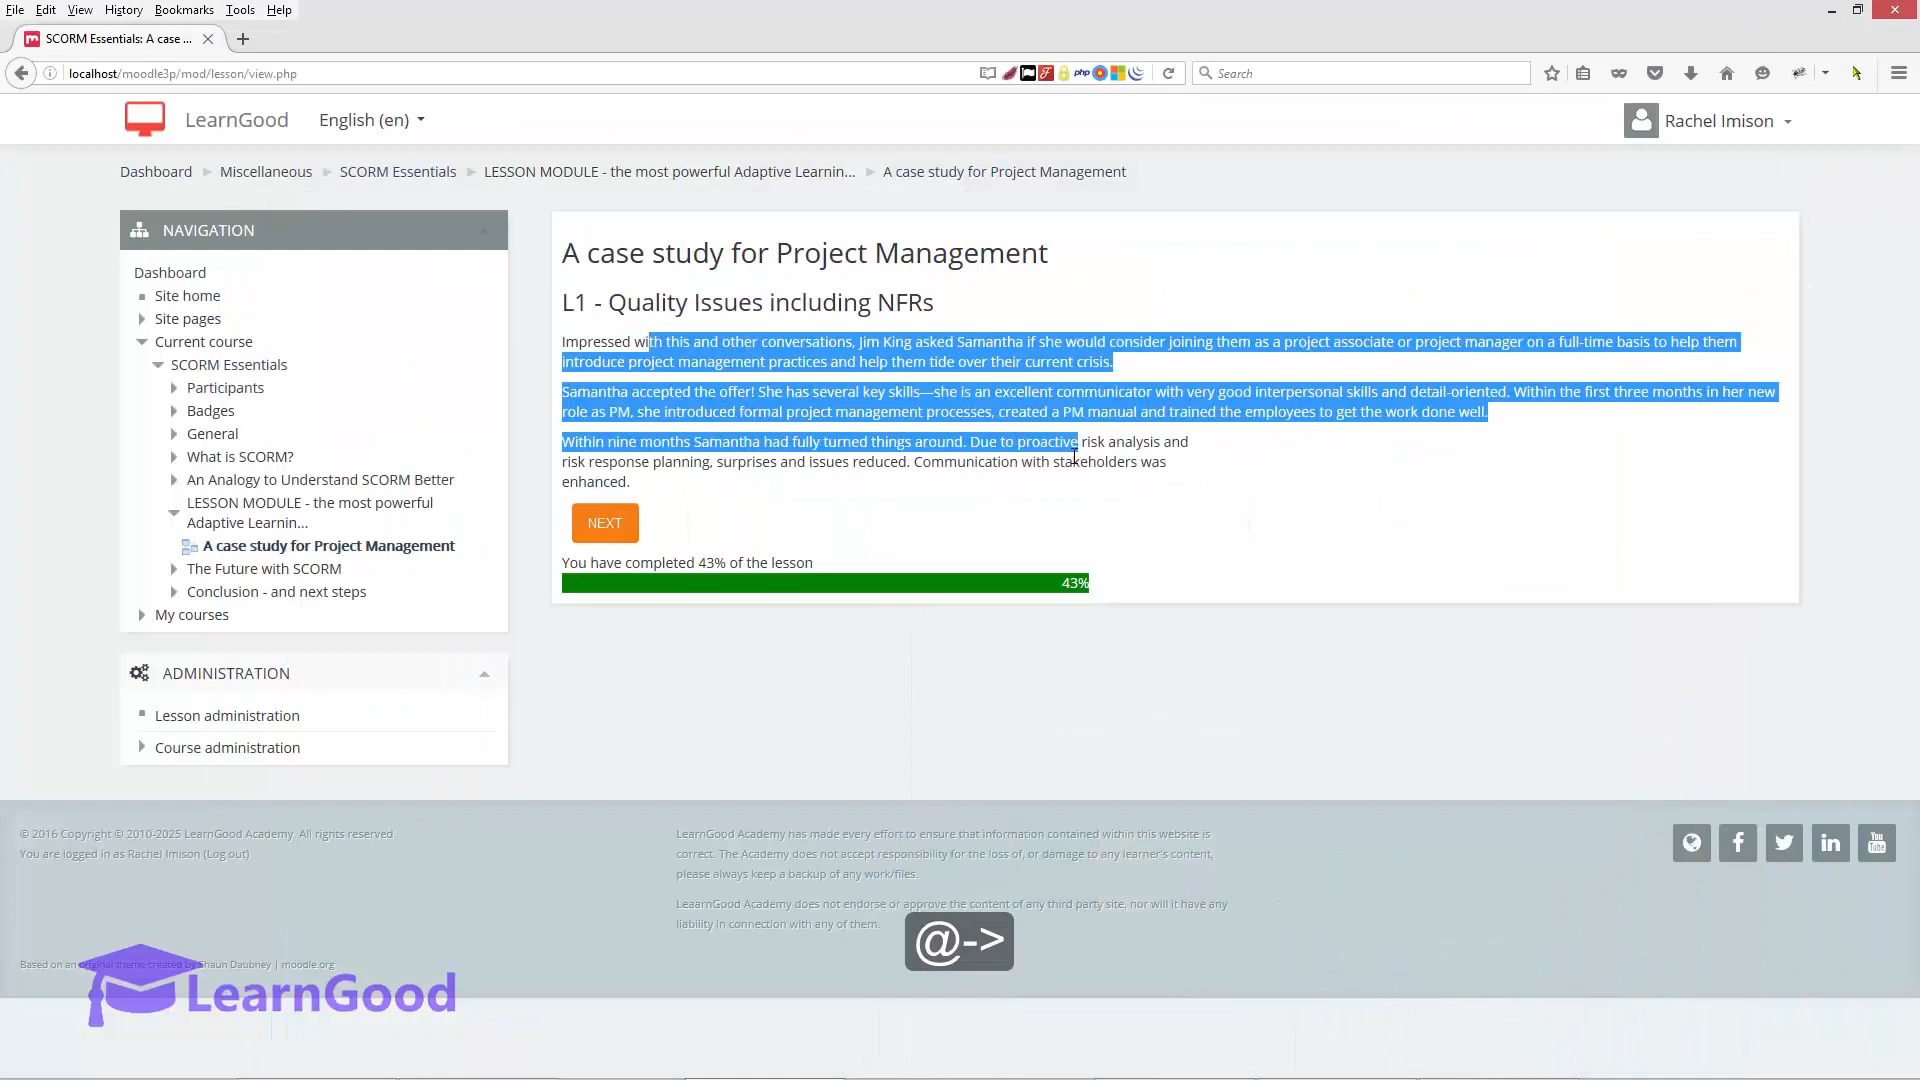 File Edit View History Bookmarks Tools Help
SCORM Essentials: A case ...
localhost/moodle3p/mod/lesson/view.php
php
Search
LearnGood
English (en)
Rachel Imison
Dashboard Miscellaneous SCORM Essentials LESSON MODULE - the most powerful Adaptive Learnin... A case study for Project Management
NAVIGATION
Dashboard
Site home
Site pages
Current course
SCORM Essentials
Participants
Badges
General
What is SCORM?
An Analogy to Understand SCORM Better
LESSON MODULE - the most powerful
Adaptive Learnin...
A case study for Project Management
The Future with SCORM
Conclusion - and next steps
My courses
ADMINISTRATION
Lesson administration
Course administration
A case study for Project Management
L1 - Quality Issues including NFRs
Impressed with this and other conversations, Jim King asked Samantha if she would consider joining them as a project associate or project manager on a full-time basis to help them
introduce project management practices and help them tide over their current crisis.
Samantha accepted the offer! She has several key skills—she is an excellent communicator with very good interpersonal skills and detail-oriented. Within the first three months in her new
role as PM, she introduced formal project management processes, created a PM manual and trained the employees to get the work done well.
Within nine months Samantha had fully turned things around. Due to proactive risk analysis and
risk response planning, surprises and issues reduced. Communication with stakeholders was
enhanced.
NEXT
You have completed 43% of the lesson
43%
© 2016 Copyright © 2010-2025 LearnGood Academy. All rights reserved.
You are logged in as Rachel Imison (Log out)
Based on an original theme created by Shaun Daubney | moodle.org
LearnGood Academy has made every effort to ensure that information contained within this website is
correct. The Academy does not accept responsibility for the loss of, or damage to any learner's content,
please always keep a backup of any work/files.
LeaarnGood Academy does not endorse or approve the content of any third party site, nor will it have any
liability in connection with any of them.
You
Tube
@->
LearnGood